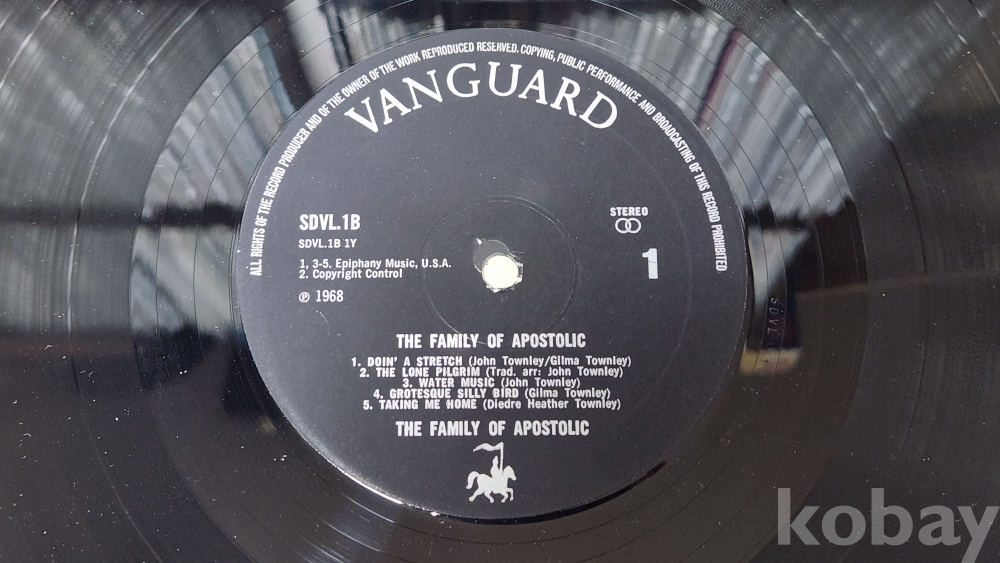 ALL RIGHTS OF THE RECORD PRODUCER AND OF THE OWNER OF THE WORK REPRODUCED RESERVED. COPYING, PUBLIC PERFORMANCE AND BROADCASTING OF THIS RECORD PROHIBITED
VANGUARD
SDVL.1B
STEREO
SDVL.1B 1Y
1
1, 3-5. Epiphany Music, U.S.A.
2. Copyright Control
℗ 1968
THE FAMILY OF APOSTOLIC
1. DOIN' A STRETCH (John Townley/Gilma Townley)
2. THE LONE PILGRIM (Trad. arr: John Townley)
3. WATER MUSIC (John Townley)
4. GROTESQUE SILLY BIRD (Gilma Townley)
5. TAKING ME HOME (Diedre Heather Townley)
THE FAMILY OF APOSTOLIC
kobay